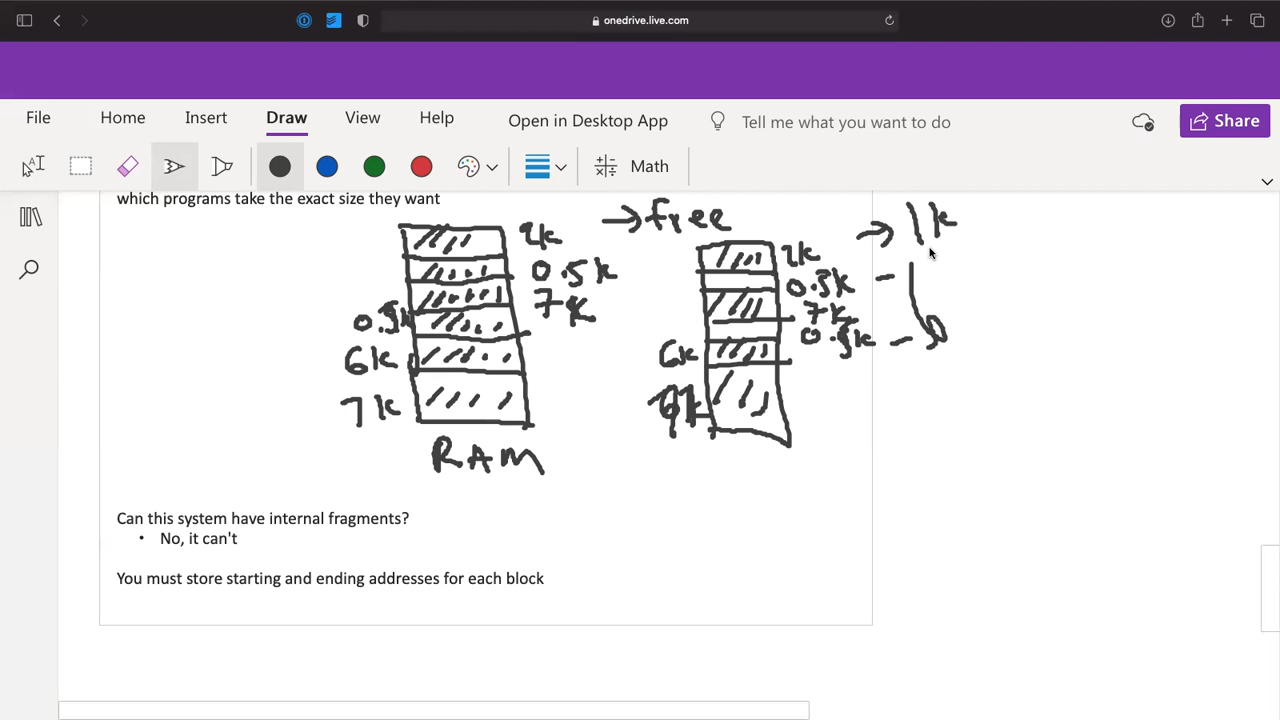 onedrive.live.com
File Home Insert Draw View Help Open in Desktop App Tell me what you want to do Share
Math
which programs take the exact size they want
→ free
→ 1k
2k
0.5k
7k
0.5k
6k
7k
RAM
2k
0.5k
7k
0.5k
6k
Can this system have internal fragments?
• No, it can't
You must store starting and ending addresses for each block